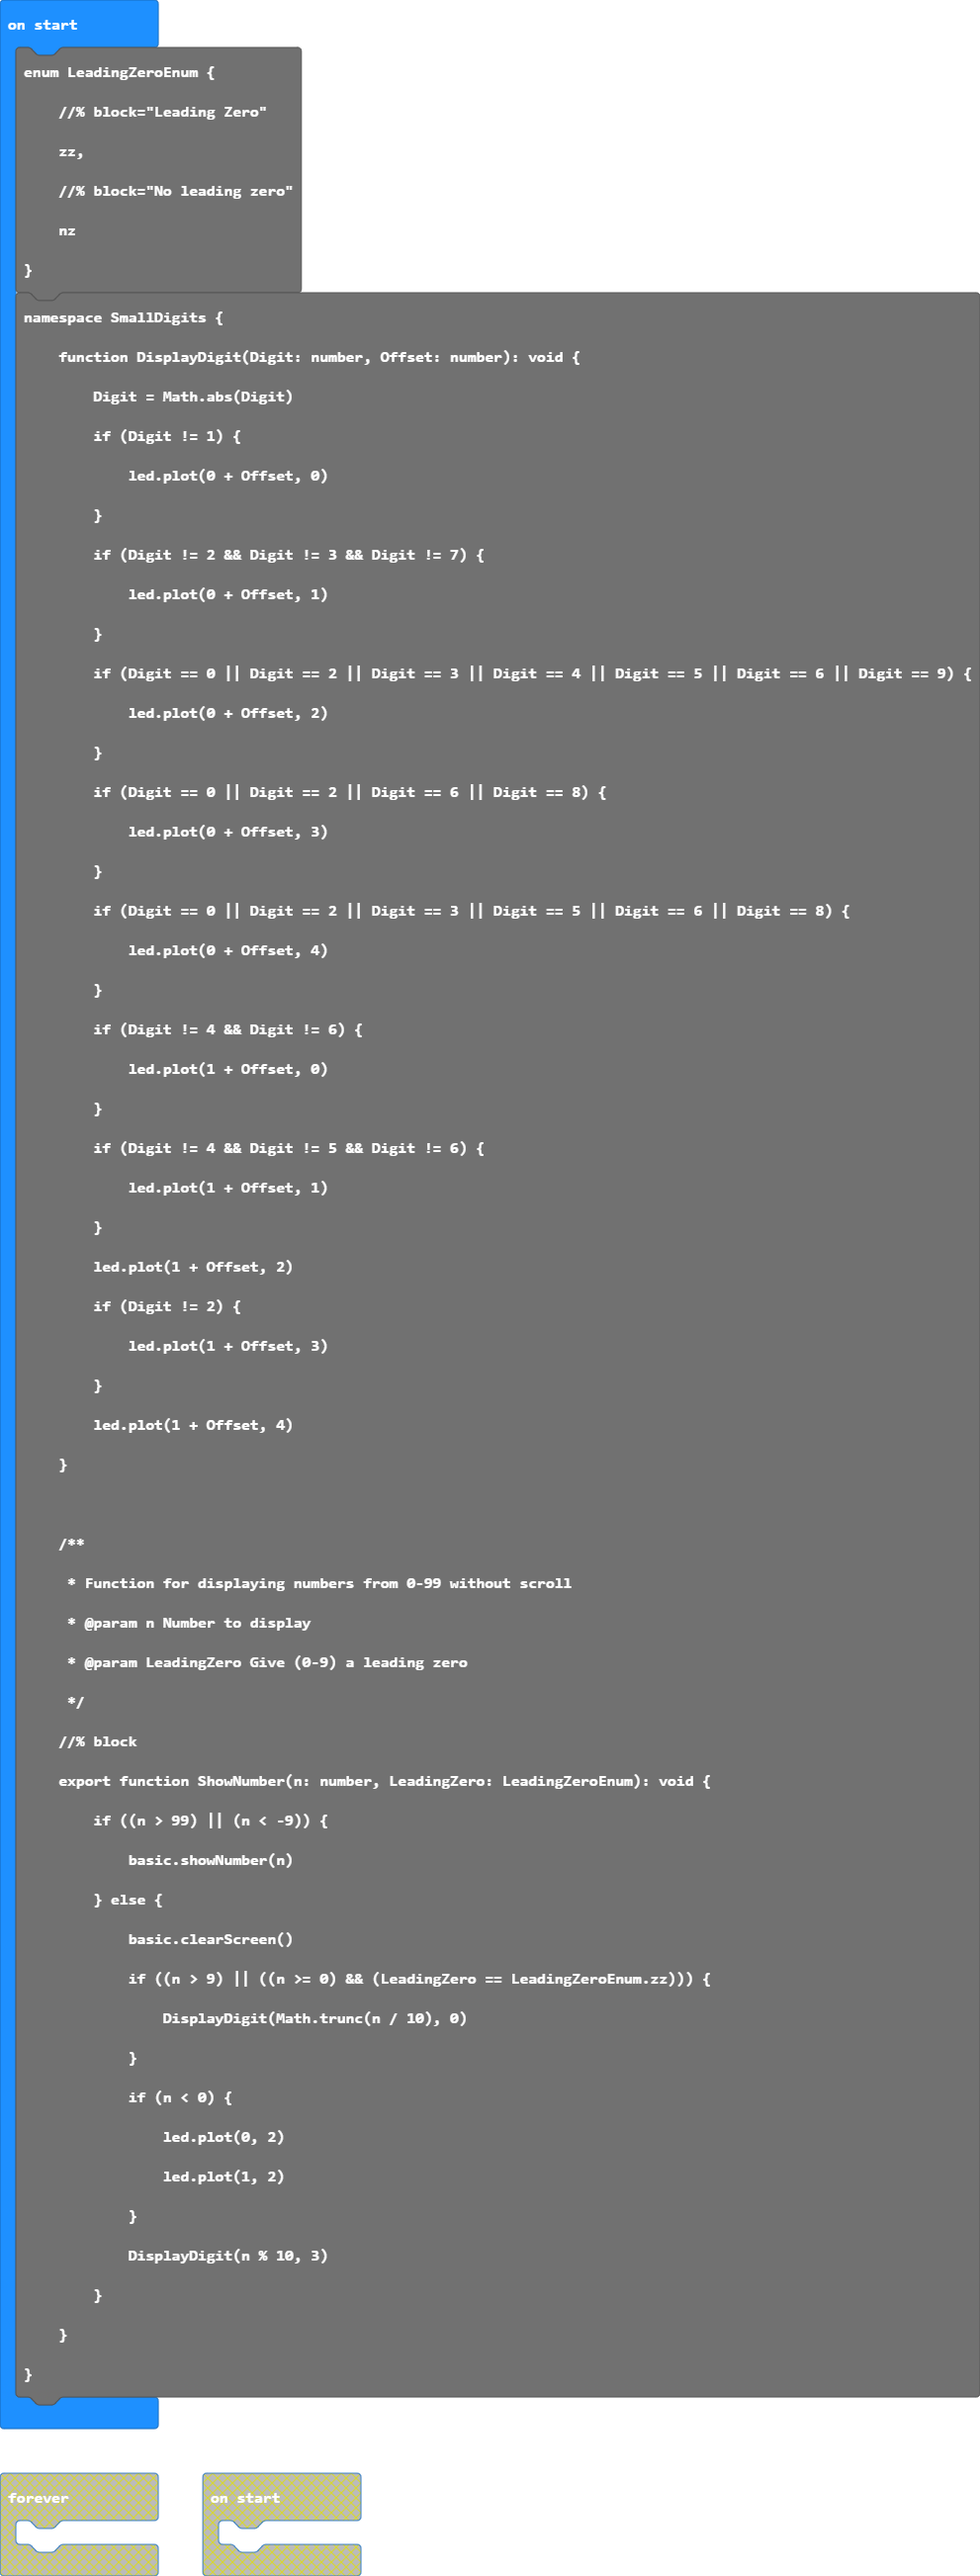 on start
enum LeadingZeroEnum {
    //% block="Leading Zero"
    zz,
    //% block="No leading zero"
    nz
}
namespace SmallDigits {
    function DisplayDigit(Digit: number, Offset: number): void {
        Digit = Math.abs(Digit)
        if (Digit != 1) {
            led.plot(0 + Offset, 0)
        }
        if (Digit != 2 && Digit != 3 && Digit != 7) {
            led.plot(0 + Offset, 1)
        }
        if (Digit == 0 || Digit == 2 || Digit == 3 || Digit == 4 || Digit == 5 || Digit == 6 || Digit == 9) {
            led.plot(0 + Offset, 2)
        }
        if (Digit == 0 || Digit == 2 || Digit == 6 || Digit == 8) {
            led.plot(0 + Offset, 3)
        }
        if (Digit == 0 || Digit == 2 || Digit == 3 || Digit == 5 || Digit == 6 || Digit == 8) {
            led.plot(0 + Offset, 4)
        }
        if (Digit != 4 && Digit != 6) {
            led.plot(1 + Offset, 0)
        }
        if (Digit != 4 && Digit != 5 && Digit != 6) {
            led.plot(1 + Offset, 1)
        }
        led.plot(1 + Offset, 2)
        if (Digit != 2) {
            led.plot(1 + Offset, 3)
        }
        led.plot(1 + Offset, 4)
    }

    /**
     * Function for displaying numbers from 0-99 without scroll
     * @param n Number to display
     * @param LeadingZero Give (0-9) a leading zero
     */
    //% block
    export function ShowNumber(n: number, LeadingZero: LeadingZeroEnum): void {
        if ((n > 99) || (n < -9)) {
            basic.showNumber(n)
        } else {
            basic.clearScreen()
            if ((n > 9) || ((n >= 0) && (LeadingZero == LeadingZeroEnum.zz))) {
                DisplayDigit(Math.trunc(n / 10), 0)
            }
            if (n < 0) {
                led.plot(0, 2)
                led.plot(1, 2)
            }
            DisplayDigit(n % 10, 3)
        }
    }
}
forever
on start